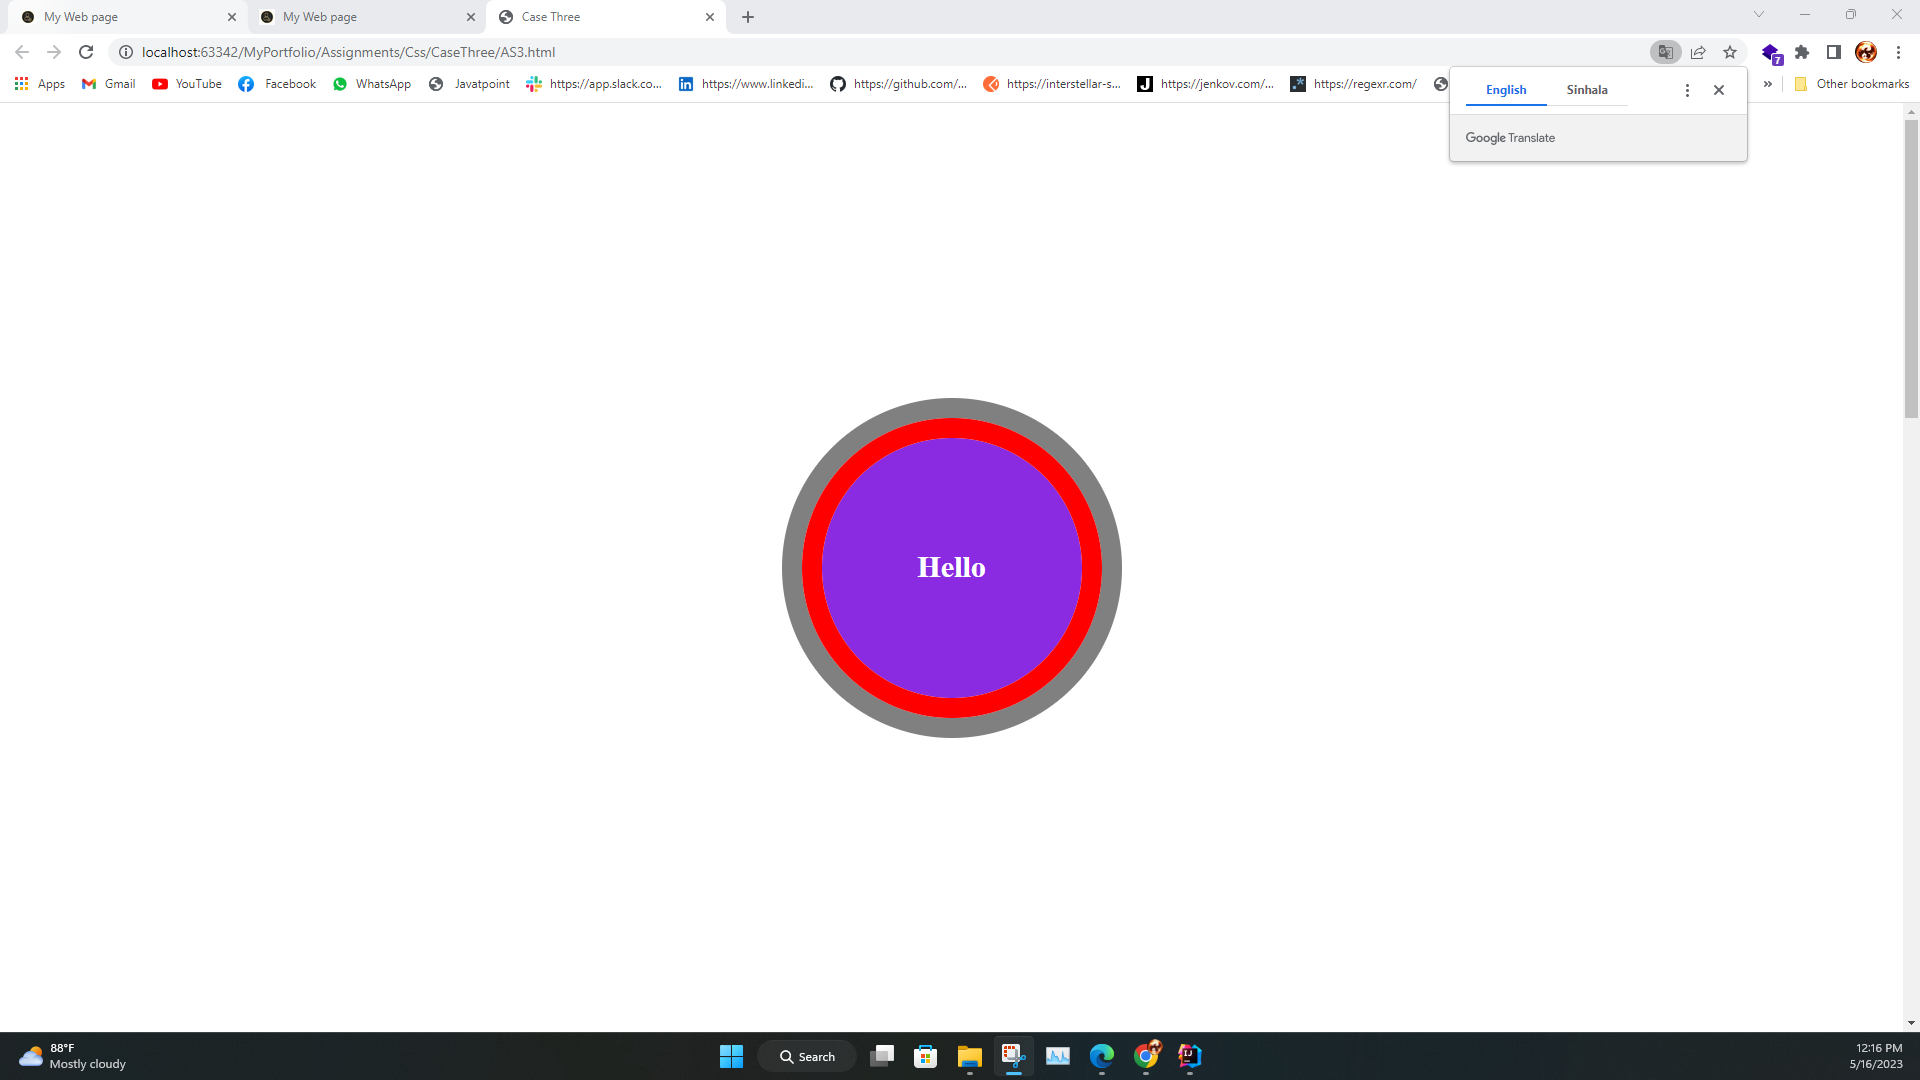 My Web page
My Web page
Case Three
localhost:63342/MyPortfolio/Assignments/Css/CaseThree/AS3.html
7
Apps Gmail YouTube Facebook WhatsApp Javatpoint https://app.slack.co... https://www.linkedi... https://github.com/... https://interstellar-s... https://jenkov.com/... https://regexr.com/ » Other bookmarks
English Sinhala
Google Translate
Hello
88°F
Mostly cloudy
Search
12:16 PM
5/16/2023